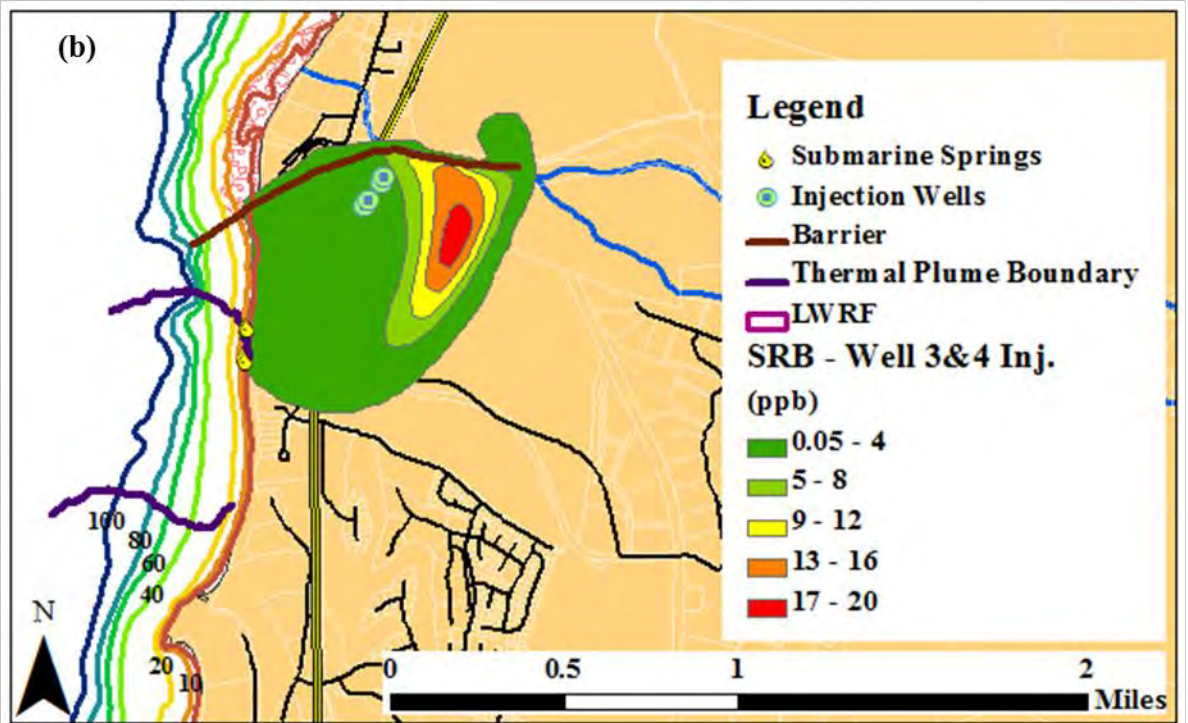 (b)
Legend
Submarine Springs
Injection Wells
Barrier
Thermal Plume Boundary
LWRF
SRB - Well 3&4 Inj.
(ppb)
0.05 - 4
5 - 8
9 - 12
13 - 16
17 - 20
100
80
60
40
20
10
N
0 0.5 1 2
Miles